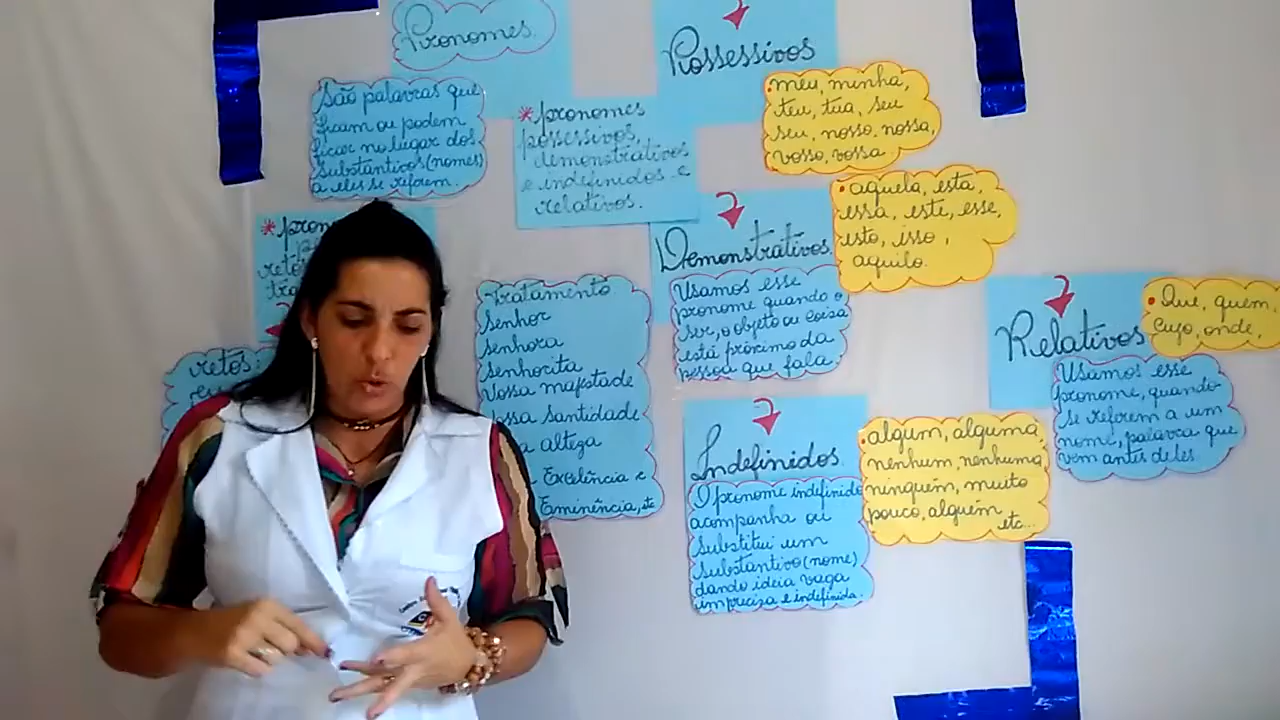 Pronomes.
São palavras que
ficam ou podem
ficar no lugar dos
substantivos (nomes)
a eles se referem.
* pronomes
possessivos,
demonstrativos
e indefinidos e
relativos.
Possessivos
• meu, minha,
teu, tua, seu
seu, nosso, nossa,
vosso, vossa
* pron
retos
tra
retos
Tratamento
senhor
senhora
senhorita
Vossa majestade
ossa Santidade
a alteza
Excelência e
Eminência, etc
Demonstrativos
Usamos esse
pronome quando o
ser, o objeto ou coisa
está próximo da
pessoa que fala.
• aquela, esta,
essa, este, esse,
isto, isso,
aquilo.
Indefinidos.
O pronome indefinido
acompanha ou
substitui um
substantivo (nome)
dando ideia vaga
imprecisa e indefinida.
• algum, alguma,
nenhum, nenhuma
ninguém, muito
pouco, alguém
etc...
Relativos
• Que, quem,
cujo, onde,
Usamos esse
pronome, quando
se referem a um
nome, palavra que
vem antes deles